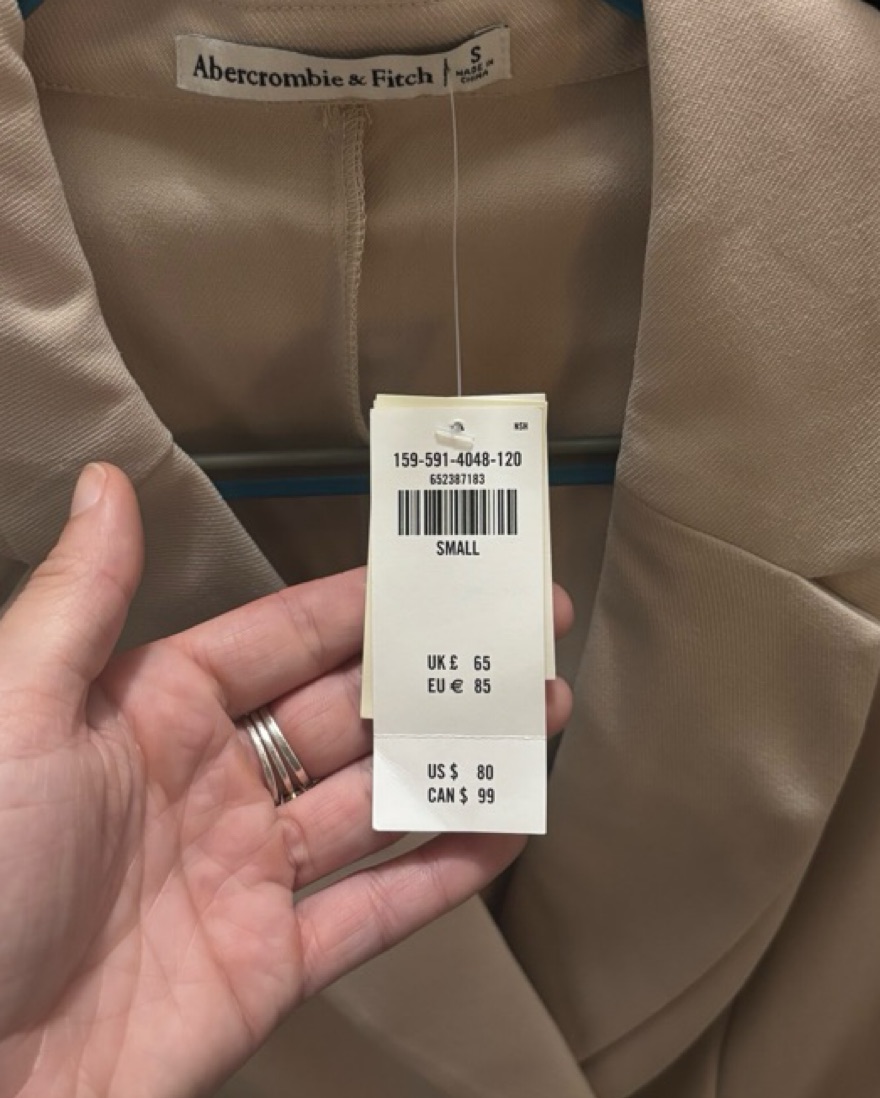 Abercrombie & Fitch
S
MADE IN
CHINA
NSH
159-591-4048-120
652387183
SMALL
UK £ 65
EU € 85
US $ 80
CAN $ 99